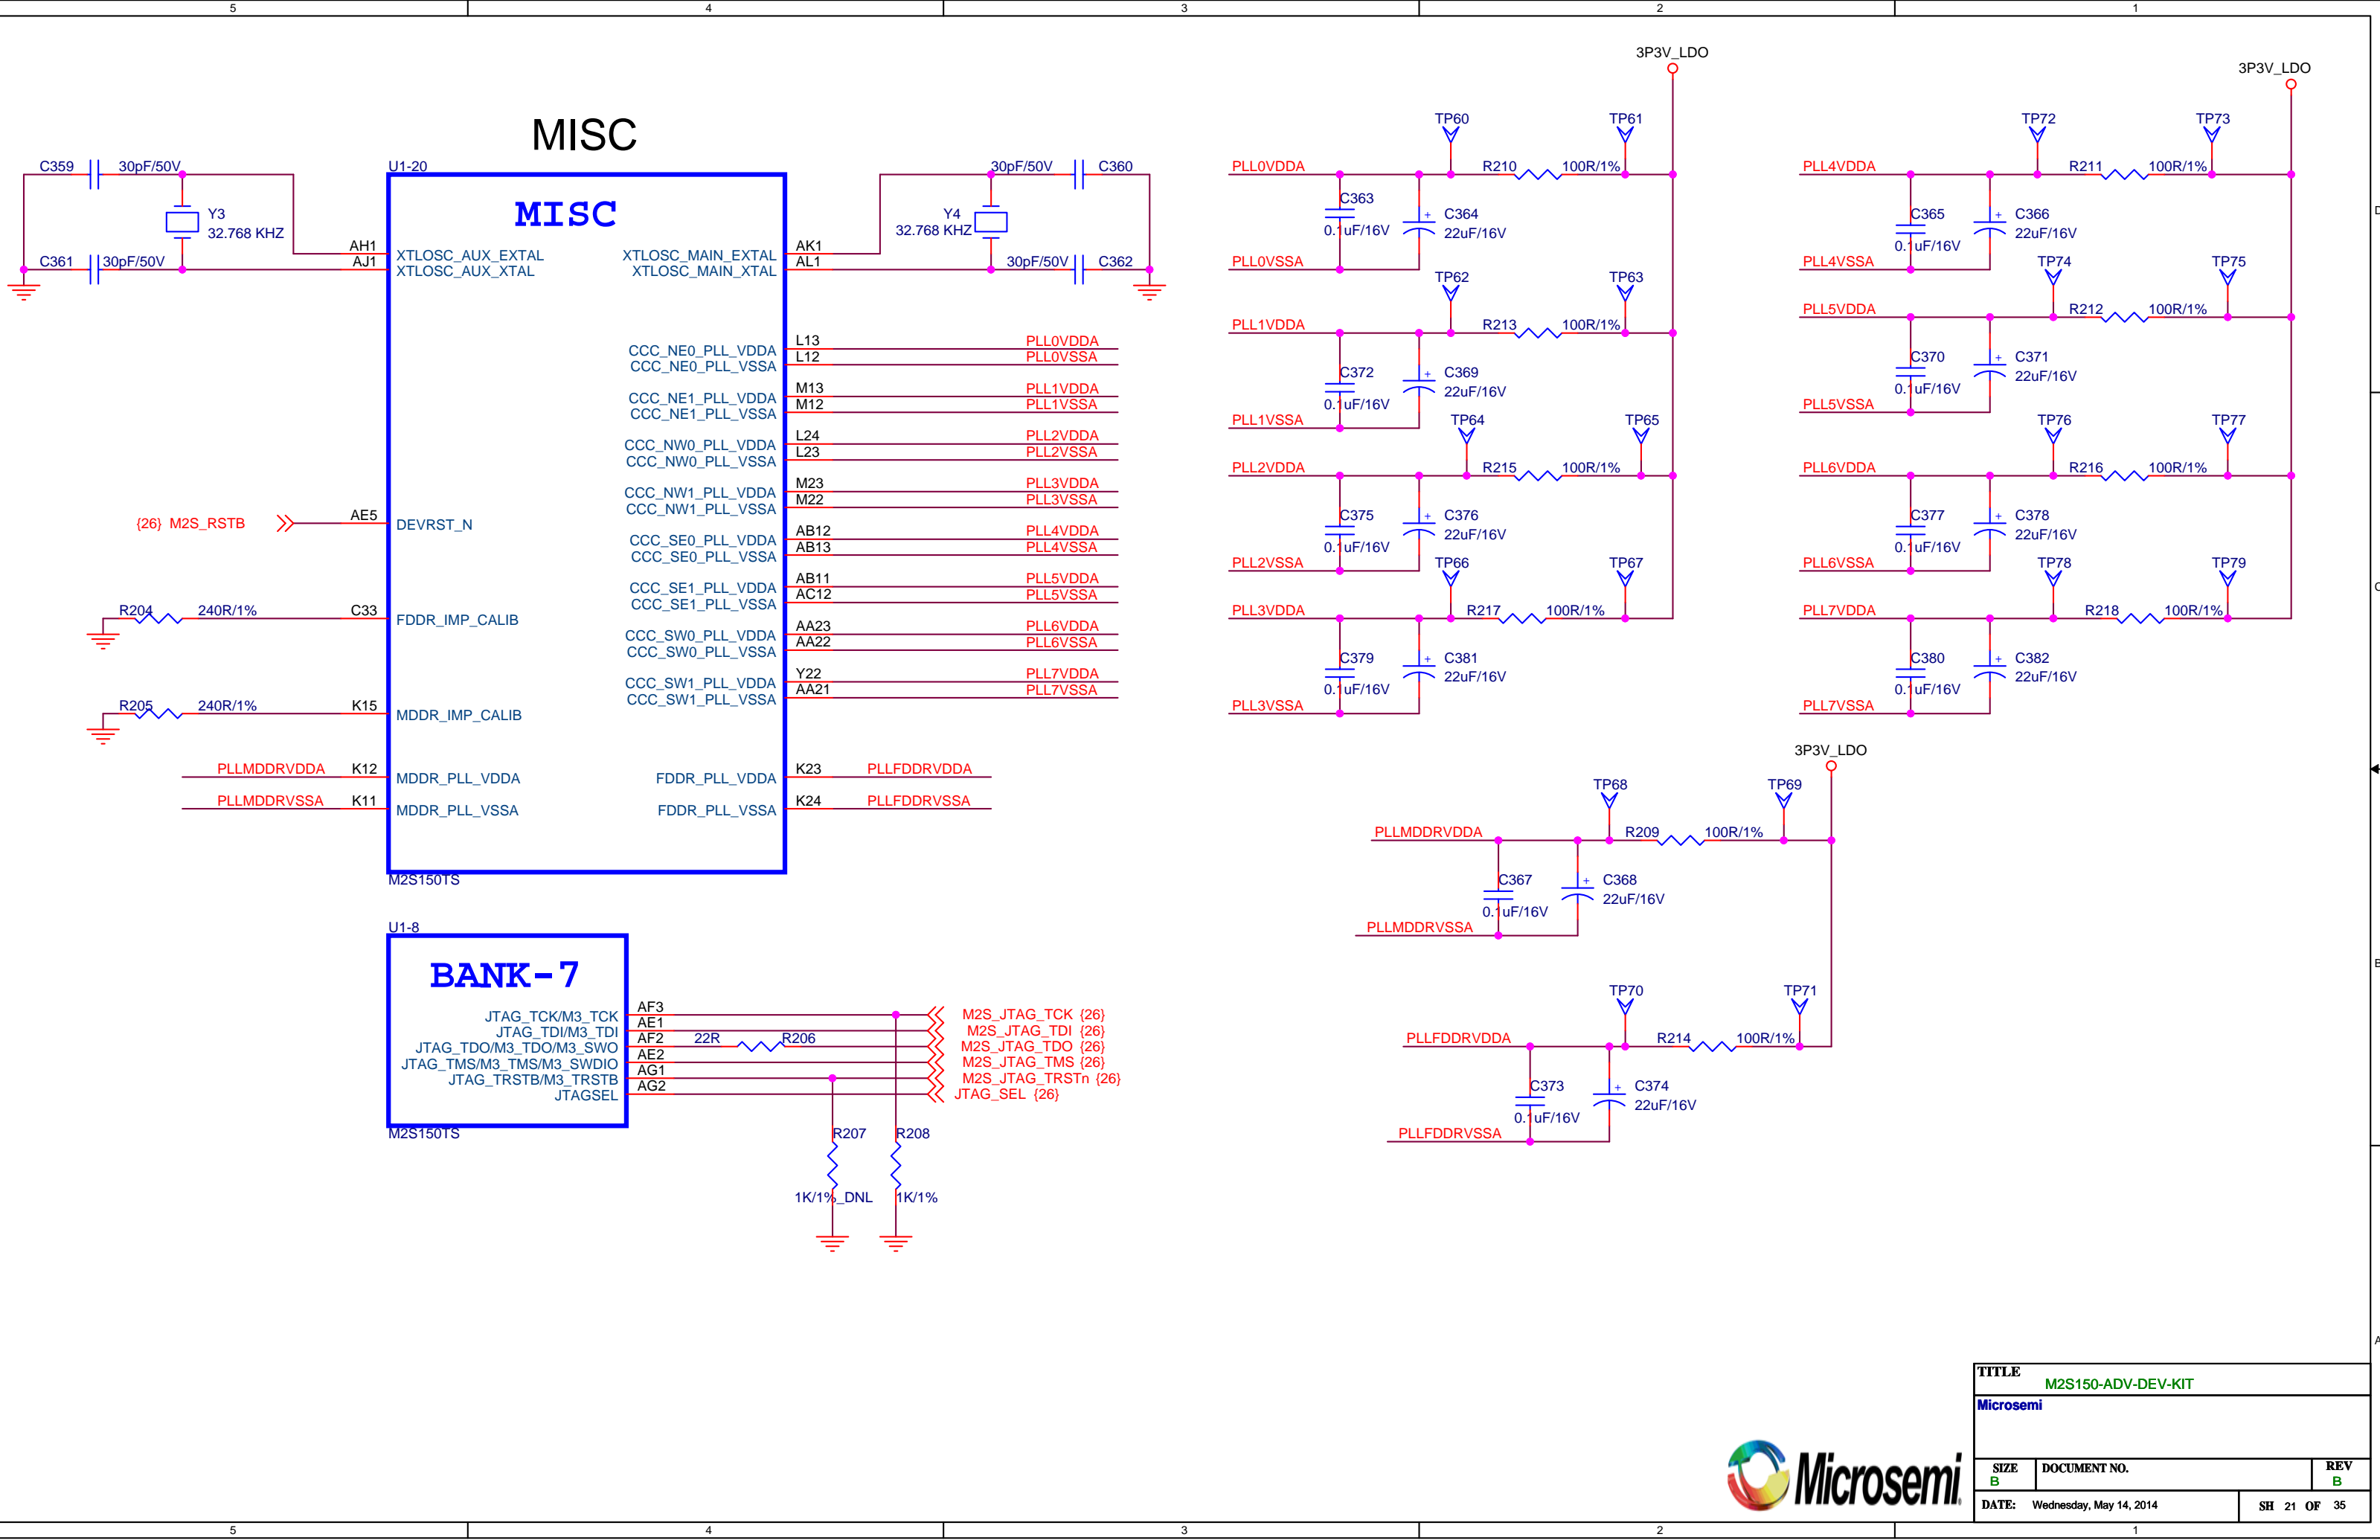 5 4 3 2 1
MISC
U1-20
MISC
C359 30pF/50V
Y3
32.768 KHZ
C361 30pF/50V
AH1 XTLOSC_AUX_EXTAL
AJ1 XTLOSC_AUX_XTAL
30pF/50V C360
Y4
32.768 KHZ
30pF/50V C362
XTLOSC_MAIN_EXTAL AK1
XTLOSC_MAIN_XTAL AL1
CCC_NE0_PLL_VDDA L13 PLL0VDDA
CCC_NE0_PLL_VSSA L12 PLL0VSSA
CCC_NE1_PLL_VDDA M13 PLL1VDDA
CCC_NE1_PLL_VSSA M12 PLL1VSSA
CCC_NW0_PLL_VDDA L24 PLL2VDDA
CCC_NW0_PLL_VSSA L23 PLL2VSSA
CCC_NW1_PLL_VDDA M23 PLL3VDDA
CCC_NW1_PLL_VSSA M22 PLL3VSSA
{26} M2S_RSTB AE5 DEVRST_N
CCC_SE0_PLL_VDDA AB12 PLL4VDDA
CCC_SE0_PLL_VSSA AB13 PLL4VSSA
CCC_SE1_PLL_VDDA AB11 PLL5VDDA
CCC_SE1_PLL_VSSA AC12 PLL5VSSA
R204 240R/1% C33 FDDR_IMP_CALIB
CCC_SW0_PLL_VDDA AA23 PLL6VDDA
CCC_SW0_PLL_VSSA AA22 PLL6VSSA
CCC_SW1_PLL_VDDA Y22 PLL7VDDA
CCC_SW1_PLL_VSSA AA21 PLL7VSSA
R205 240R/1% K15 MDDR_IMP_CALIB
PLLMDDRVDDA K12 MDDR_PLL_VDDA
FDDR_PLL_VDDA K23 PLLFDDRVDDA
PLLMDDRVSSA K11 MDDR_PLL_VSSA
FDDR_PLL_VSSA K24 PLLFDDRVSSA
M2S150TS
U1-8
BANK-7
JTAG_TCK/M3_TCK AF3 M2S_JTAG_TCK {26}
JTAG_TDI/M3_TDI AE1 M2S_JTAG_TDI {26}
JTAG_TDO/M3_TDO/M3_SWO AF2 22R R206 M2S_JTAG_TDO {26}
JTAG_TMS/M3_TMS/M3_SWDIO AE2 M2S_JTAG_TMS {26}
JTAG_TRSTB/M3_TRSTB AG1 M2S_JTAG_TRSTn {26}
JTAGSEL AG2 JTAG_SEL {26}
M2S150TS
R207 R208
1K/1%_DNL 1K/1%
3P3V_LDO
TP60 TP61
PLL0VDDA R210 100R/1%
C363
0.1uF/16V
C364
22uF/16V
PLL0VSSA
TP62 TP63
PLL1VDDA R213 100R/1%
C372
0.1uF/16V
C369
22uF/16V
PLL1VSSA
TP64 TP65
PLL2VDDA R215 100R/1%
C375
0.1uF/16V
C376
22uF/16V
PLL2VSSA
TP66 TP67
PLL3VDDA R217 100R/1%
C379
0.1uF/16V
C381
22uF/16V
PLL3VSSA
3P3V_LDO
TP72 TP73
PLL4VDDA R211 100R/1%
C365
0.1uF/16V
C366
22uF/16V
PLL4VSSA
TP74 TP75
PLL5VDDA R212 100R/1%
C370
0.1uF/16V
C371
22uF/16V
PLL5VSSA
TP76 TP77
PLL6VDDA R216 100R/1%
C377
0.1uF/16V
C378
22uF/16V
PLL6VSSA
TP78 TP79
PLL7VDDA R218 100R/1%
C380
0.1uF/16V
C382
22uF/16V
PLL7VSSA
3P3V_LDO
TP68 TP69
PLLMDDRVDDA R209 100R/1%
C367
0.1uF/16V
C368
22uF/16V
PLLMDDRVSSA
TP70 TP71
PLLFDDRVDDA R214 100R/1%
C373
0.1uF/16V
C374
22uF/16V
PLLFDDRVSSA
Microsemi
TITLE
M2S150-ADV-DEV-KIT
Microsemi
SIZE DOCUMENT NO. REV
B B
DATE: Wednesday, May 14, 2014 SH 21 OF 35
5 4 3 2 1